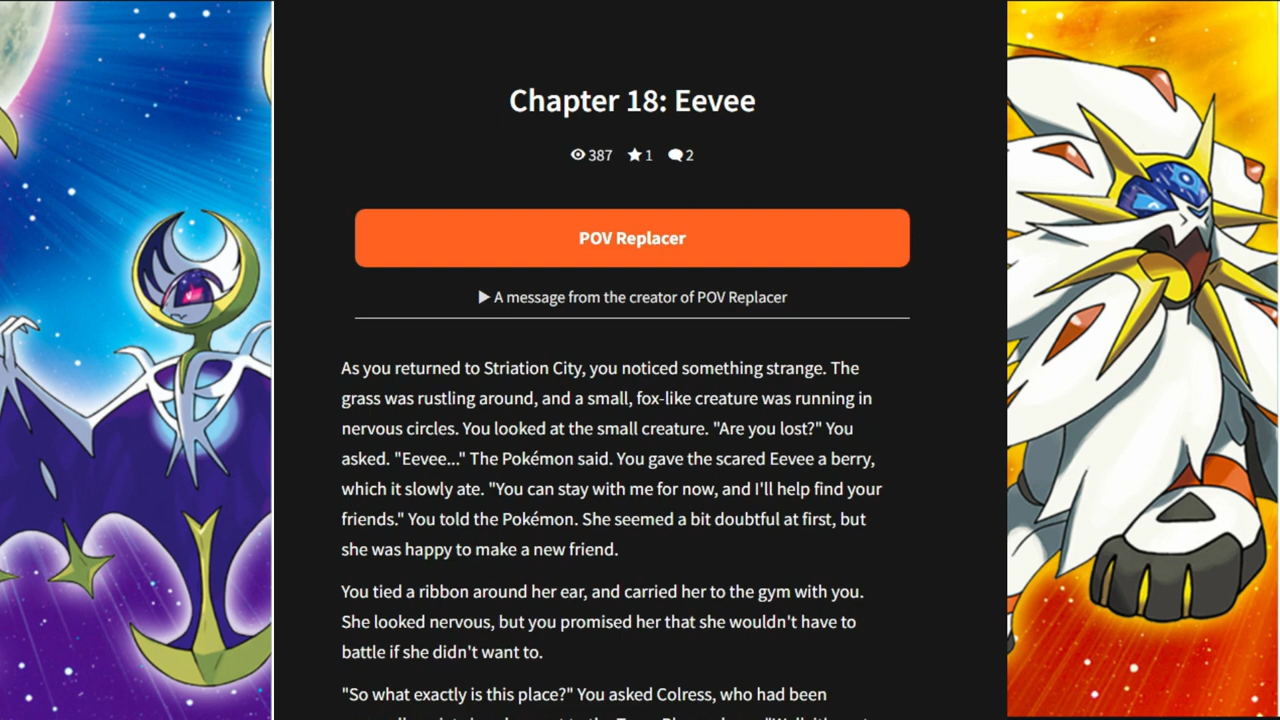 Chapter 18: Eevee
387 1 2
POV Replacer
▶ A message from the creator of POV Replacer
As you returned to Striation City, you noticed something strange. The
grass was rustling around, and a small, fox-like creature was running in
nervous circles. You looked at the small creature. "Are you lost?" You
asked. "Eevee..." The Pokémon said. You gave the scared Eevee a berry,
which it slowly ate. "You can stay with me for now, and I'll help find your
friends." You told the Pokémon. She seemed a bit doubtful at first, but
she was happy to make a new friend.
You tied a ribbon around her ear, and carried her to the gym with you.
She looked nervous, but you promised her that she wouldn't have to
battle if she didn't want to.
"So what exactly is this place?" You asked Colress, who had been